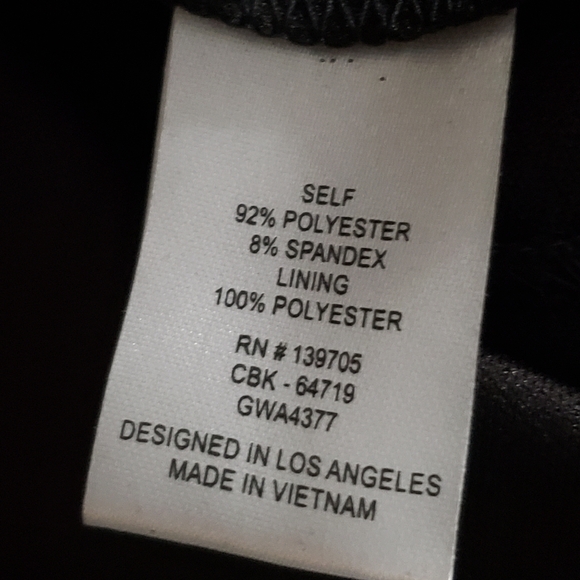 SELF
92% POLYESTER
8% SPANDEX
LINING
100% POLYESTER
RN # 139705
CBK - 64719
GWA4377
DESIGNED IN LOS ANGELES
MADE IN VIETNAM